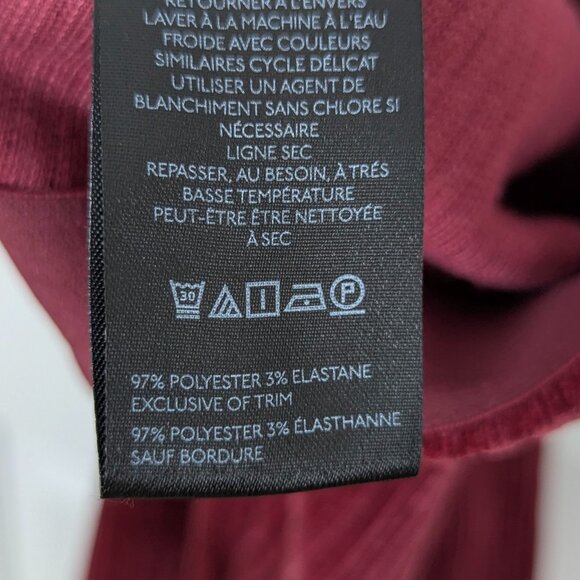 RETOURNER À L'ENVERS
LAVER À LA MACHINE À L'EAU
FROIDE AVEC COULEURS
SIMILAIRES CYCLE DÉLICAT
UTILISER UN AGENT DE
BLANCHIMENT SANS CHLORE SI
NÉCESSAIRE
LIGNE SEC
REPASSER, AU BESOIN, À TRÉS
BASSE TEMPÉRATURE
PEUT-ÊTRE ÊTRE NETTOYÉE
À SEC
30 P
97% POLYESTER 3% ELASTANE
EXCLUSIVE OF TRIM
97% POLYESTER 3% ÉLASTHANNE
SAUF BORDURE